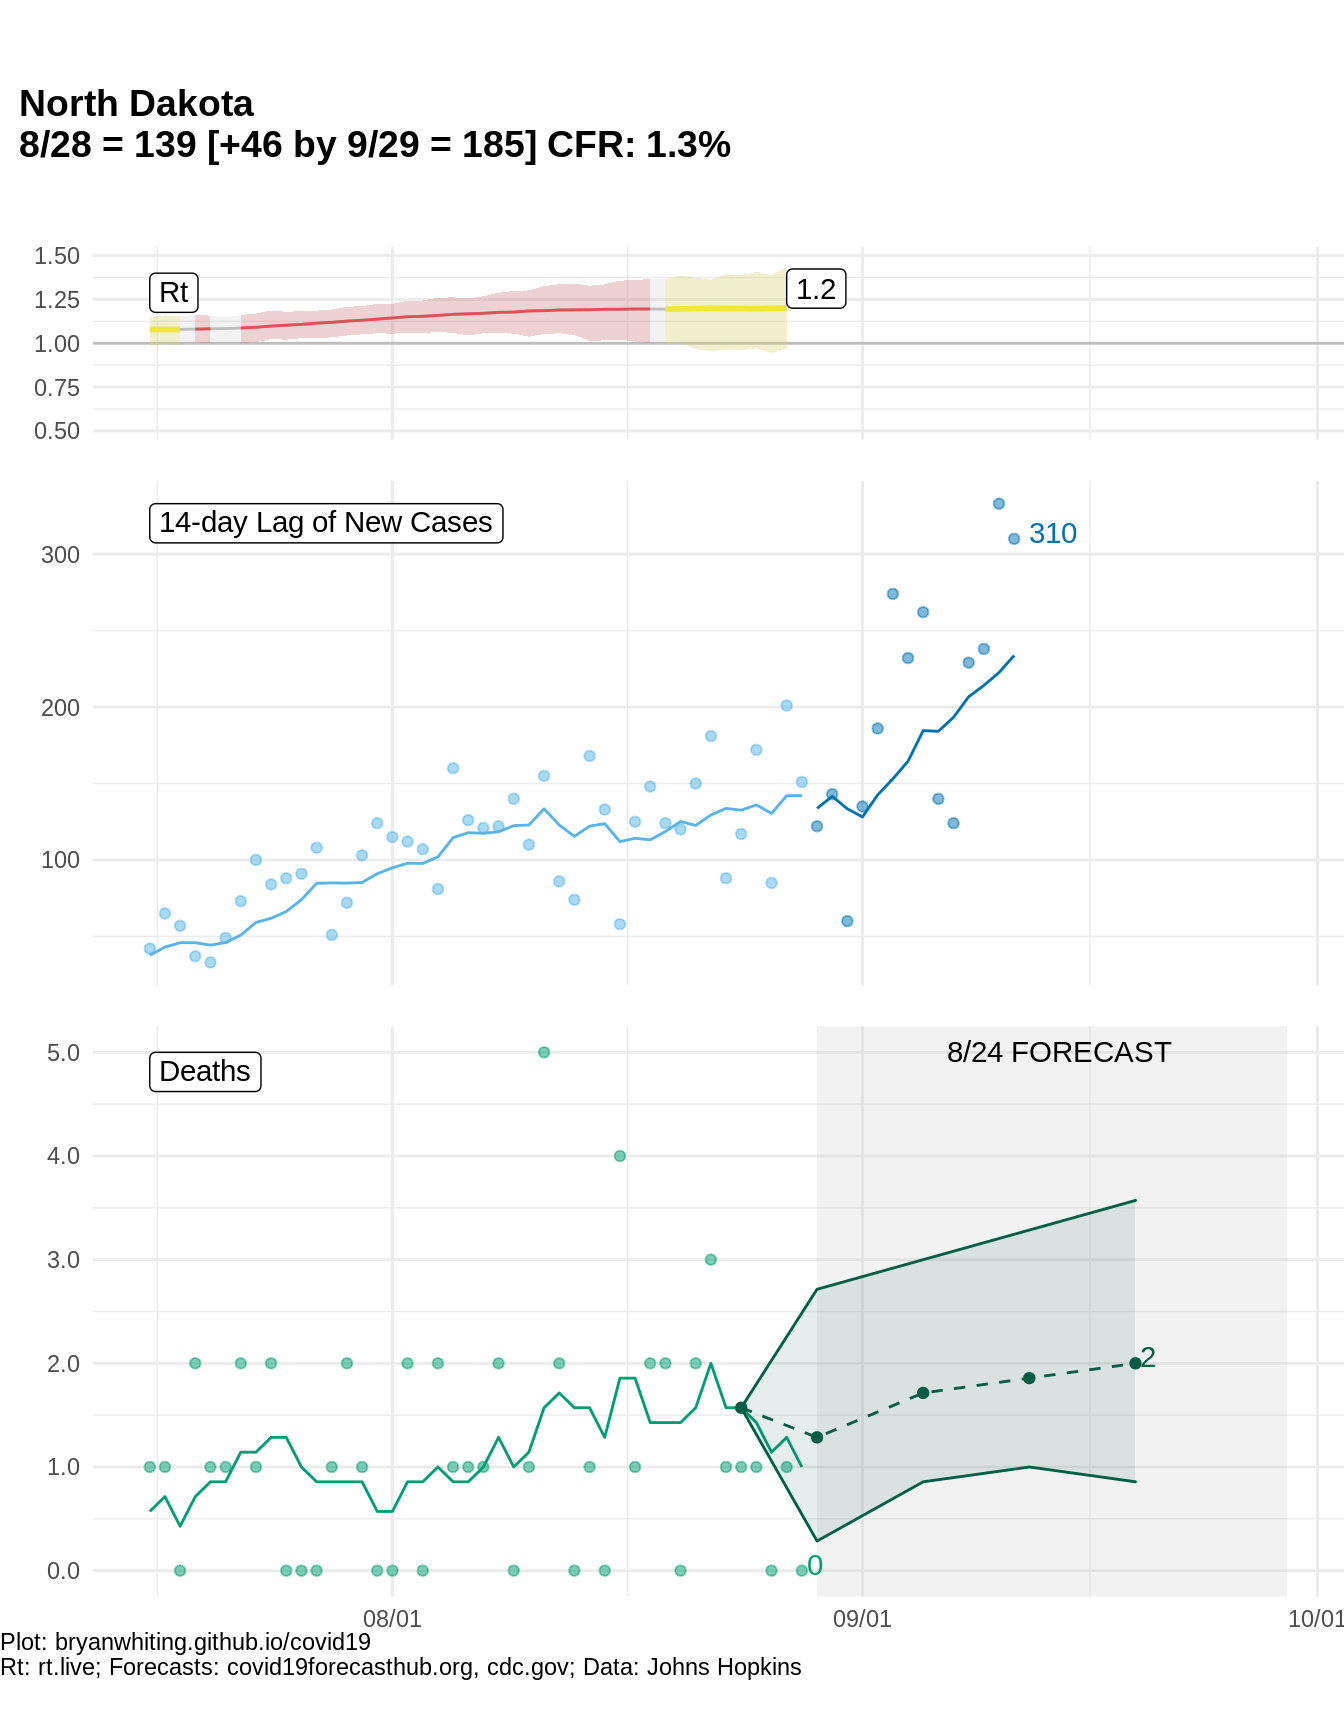 North Dakota
8/28 = 139 [+46 by 9/29 = 185] CFR: 1.3%
1.50
1.25
1.00
0.75
0.50
Rt
1.2
14-day Lag of New Cases
310
300
200
100
8/24 FORECAST
Deaths
5.0
4.0
3.0
2.0
1.0
0.0
2
0
08/01
09/01
10/01
Plot: bryanwhiting.github.io/covid19
Rt: rt.live; Forecasts: covid19forecasthub.org, cdc.gov; Data: Johns Hopkins